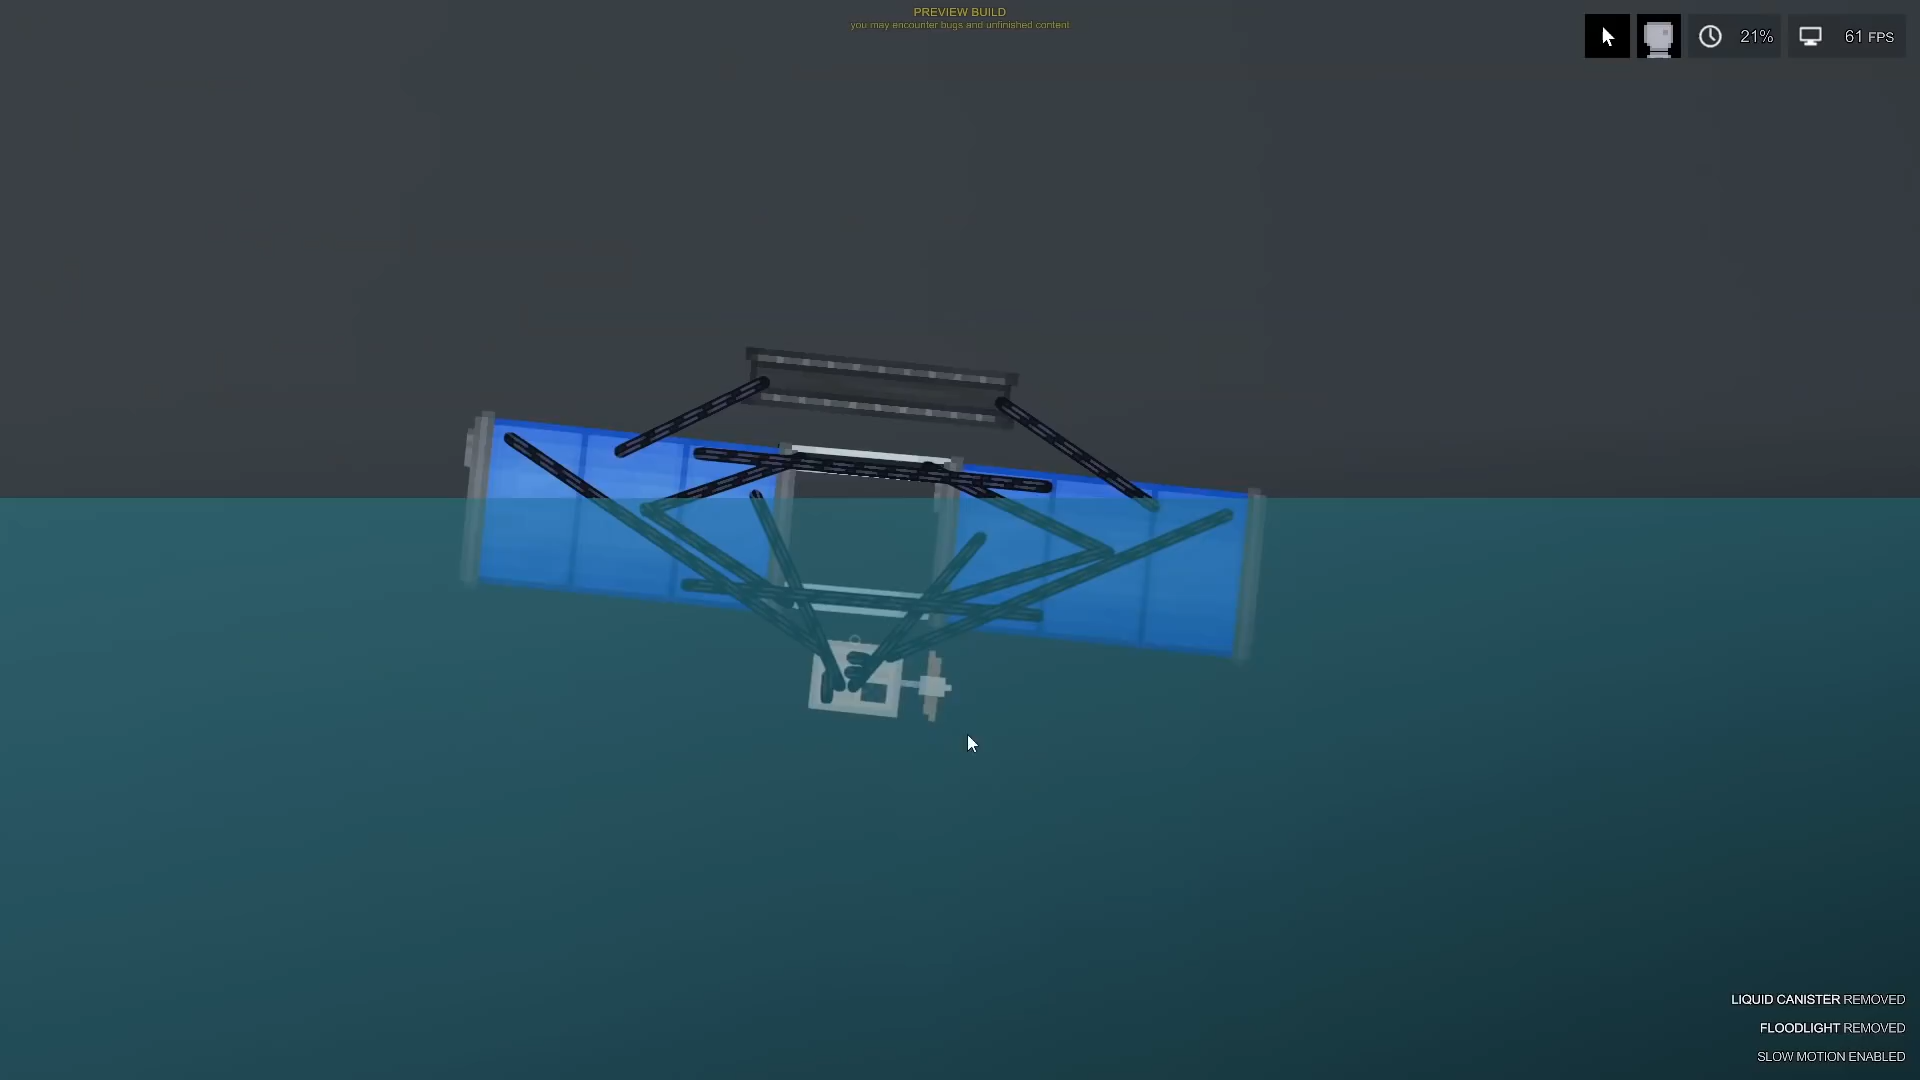 PREVIEW BUILD
you may encounter bugs and unfinished content
21%
61 FPS
LIQUID CANISTER REMOVED
FLOODLIGHT REMOVED
SLOW MOTION ENABLED